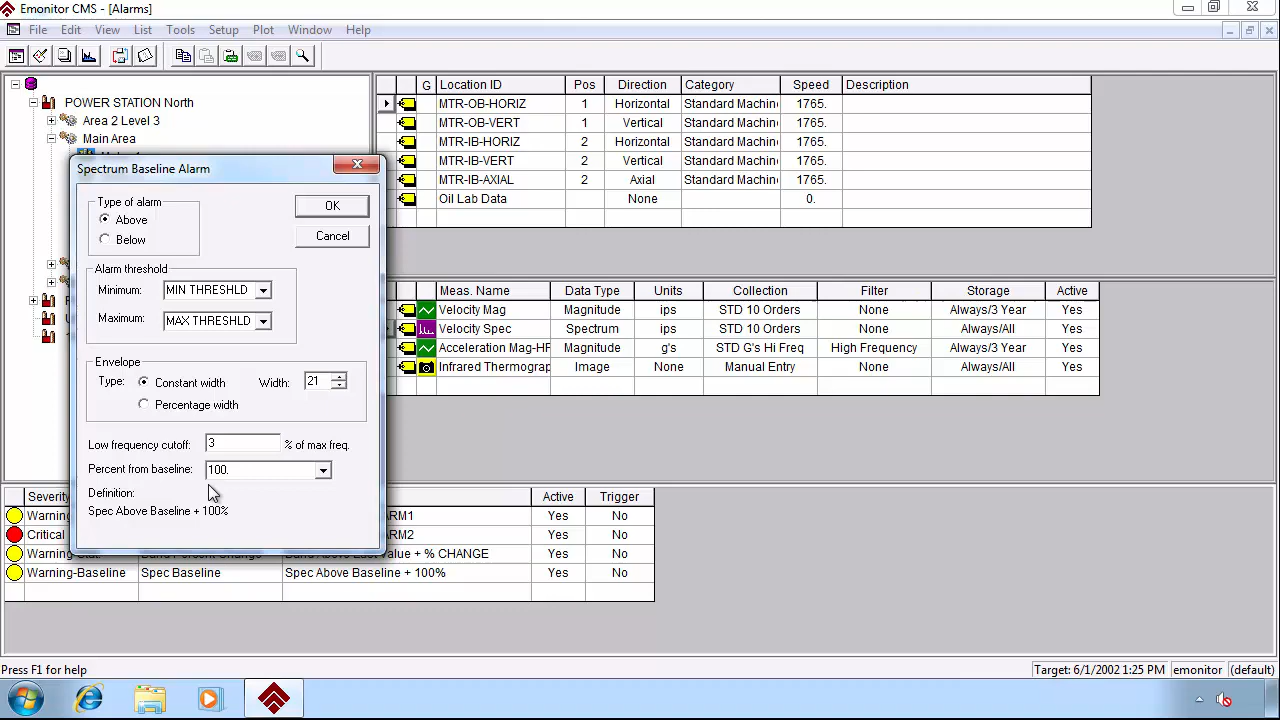 Emonitor CMS - [Alarms]
File Edit View List Tools Setup Plot Window Help
POWER STATION North
Area 2 Level 3
Main Area
G Location ID Pos Direction Category Speed Description
MTR-OB-HORIZ 1 Horizontal Standard Machin 1765.
MTR-OB-VERT 1 Vertical Standard Machin 1765.
MTR-IB-HORIZ 2 Horizontal Standard Machin 1765.
MTR-IB-VERT 2 Vertical Standard Machin 1765.
MTR-IB-AXIAL 2 Axial Standard Machin 1765.
Oil Lab Data None 0.
Spectrum Baseline Alarm
Type of alarm
Above
Below
OK
Cancel
Alarm threshold
Minimum: MIN THRESHLD
Maximum: MAX THRESHLD
Envelope
Type: Constant width Width: 21
Percentage width
Low frequency cutoff: 3 % of max freq.
Percent from baseline: 100.
Definition:
Spec Above Baseline + 100%
Meas. Name Data Type Units Collection Filter Storage Active
Velocity Mag Magnitude ips STD 10 Orders None Always/3 Year Yes
Velocity Spec Spectrum ips STD 10 Orders None Always/All Yes
Acceleration Mag-HF Magnitude g's STD G's Hi Freq High Frequency Always/3 Year Yes
Infrared Thermograp Image None Manual Entry None Always/All Yes
Severity Active Trigger
Warning ARM1 Yes No
Critical ARM2 Yes No
Warning-Stat. Band Percent Change Band Above Last Value + % CHANGE Yes No
Warning-Baseline Spec Baseline Spec Above Baseline + 100% Yes No
Press F1 for help
Target: 6/1/2002 1:25 PM emonitor (default)